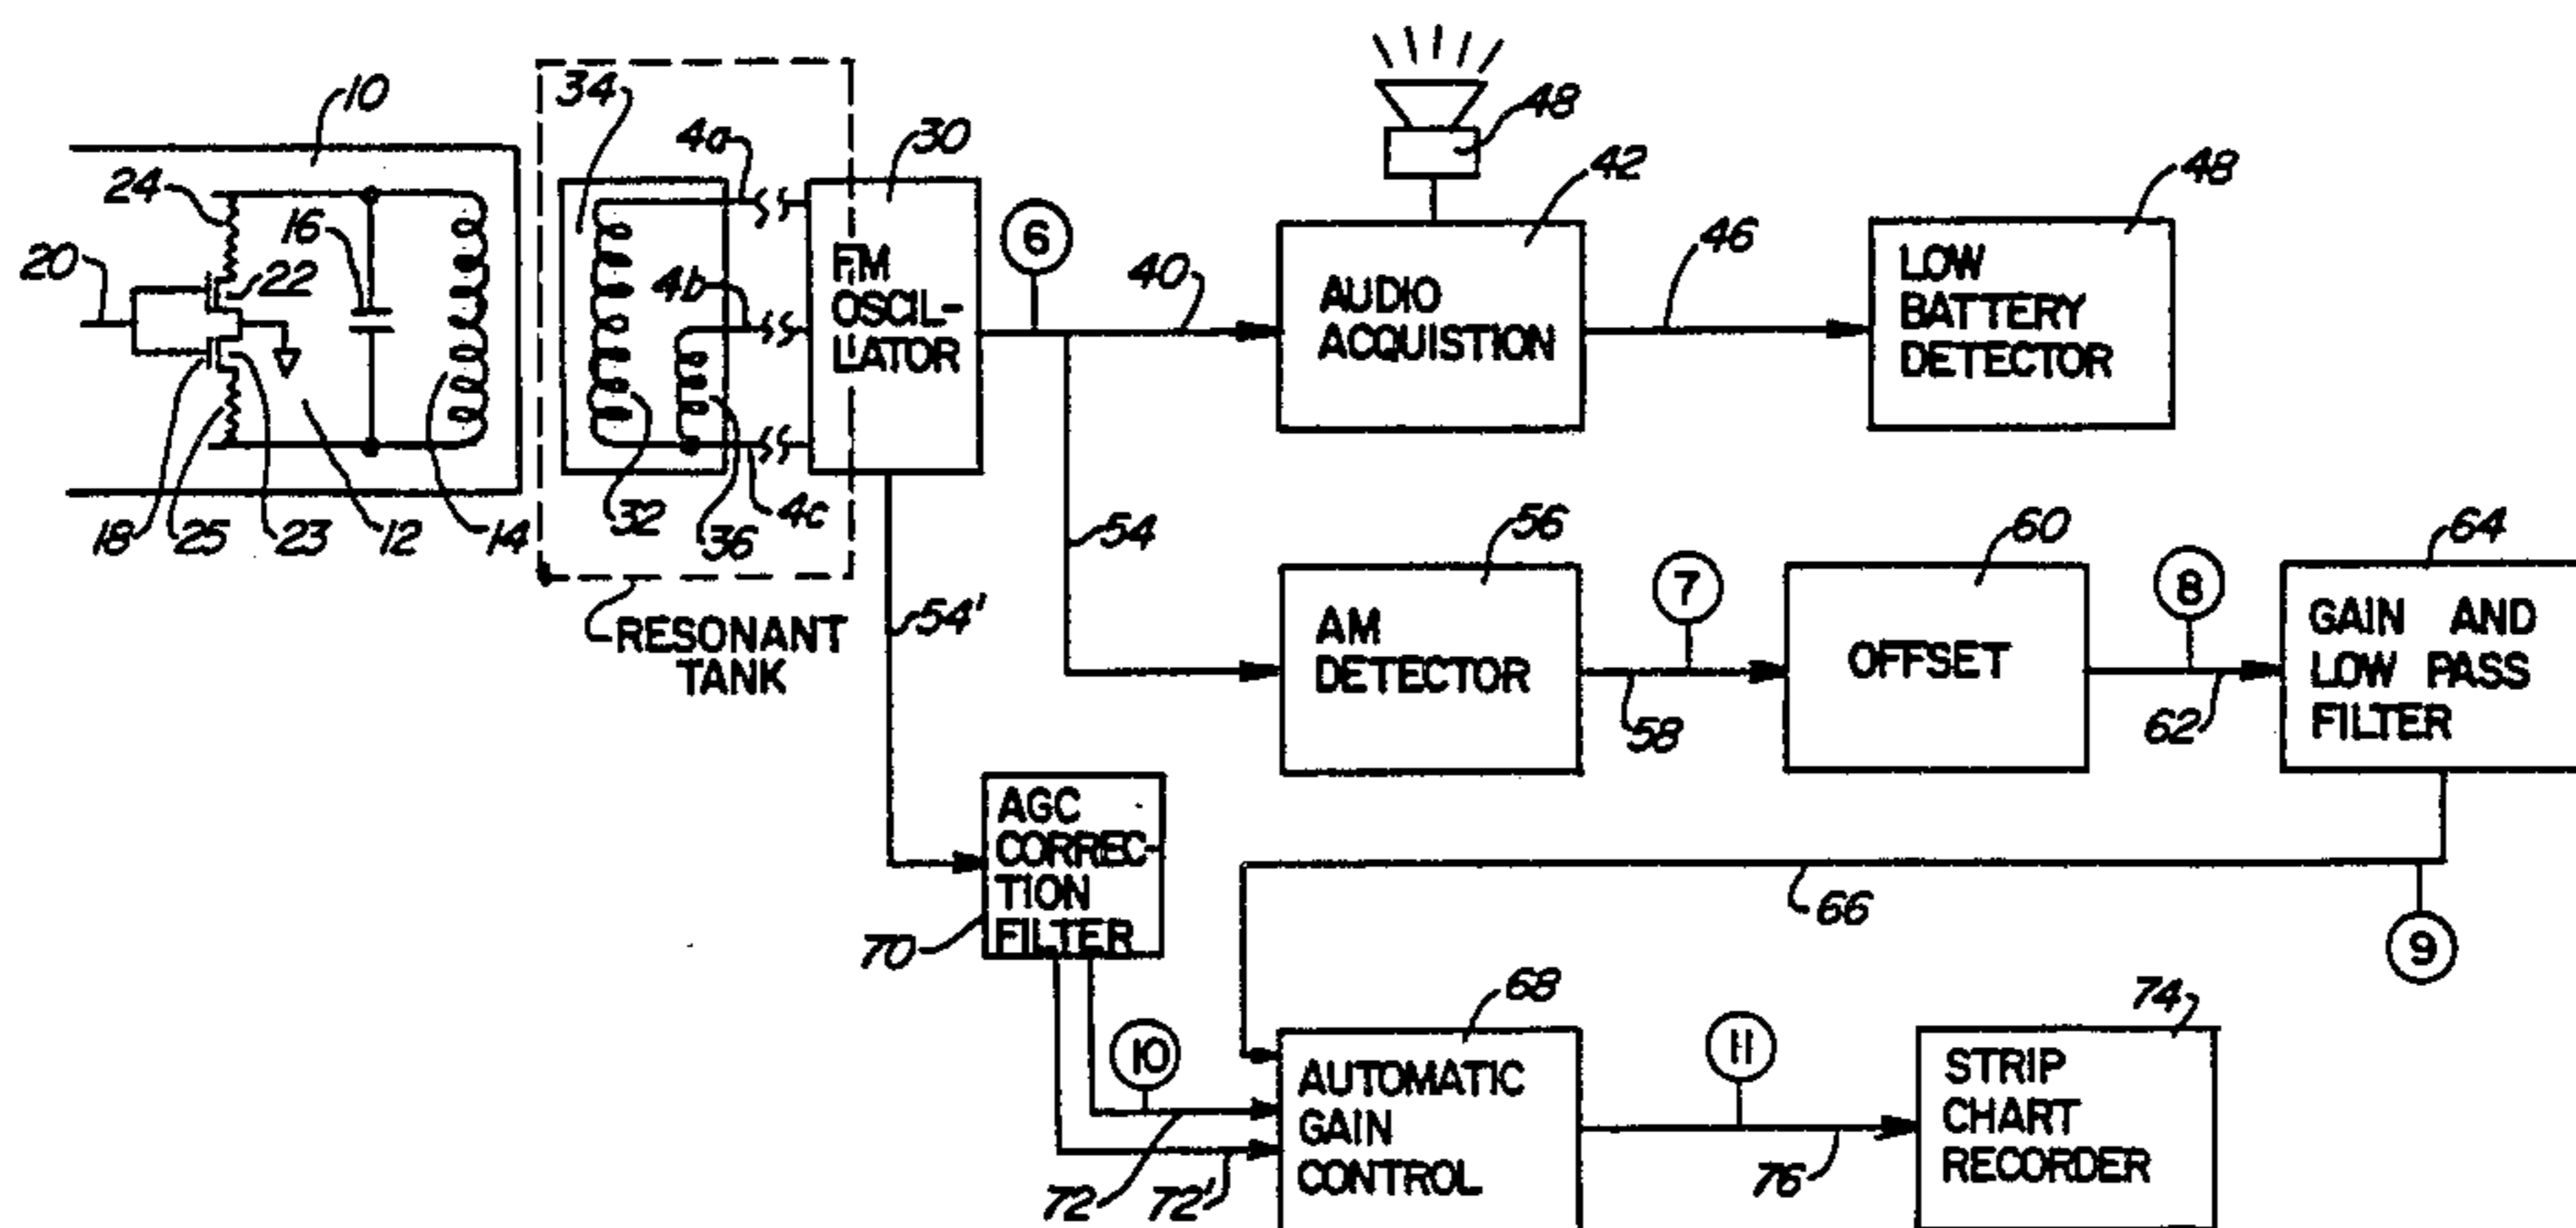 10
24
16
20
22
18
25
23
12
14
34
4a
4b
4c
32
36
RESONANT
TANK
30
FM
OSCIL-
LATOR
6
40
48
42
AUDIO
ACQUISTION
46
48
LOW
BATTERY
DETECTOR
54
54'
56
AM
DETECTOR
7
58
60
OFFSET
8
62
64
GAIN AND
LOW PASS
FILTER
66
9
AGC
CORREC-
TION
FILTER
70
10
72
72'
68
AUTOMATIC
GAIN
CONTROL
11
76
74
STRIP
CHART
RECORDER